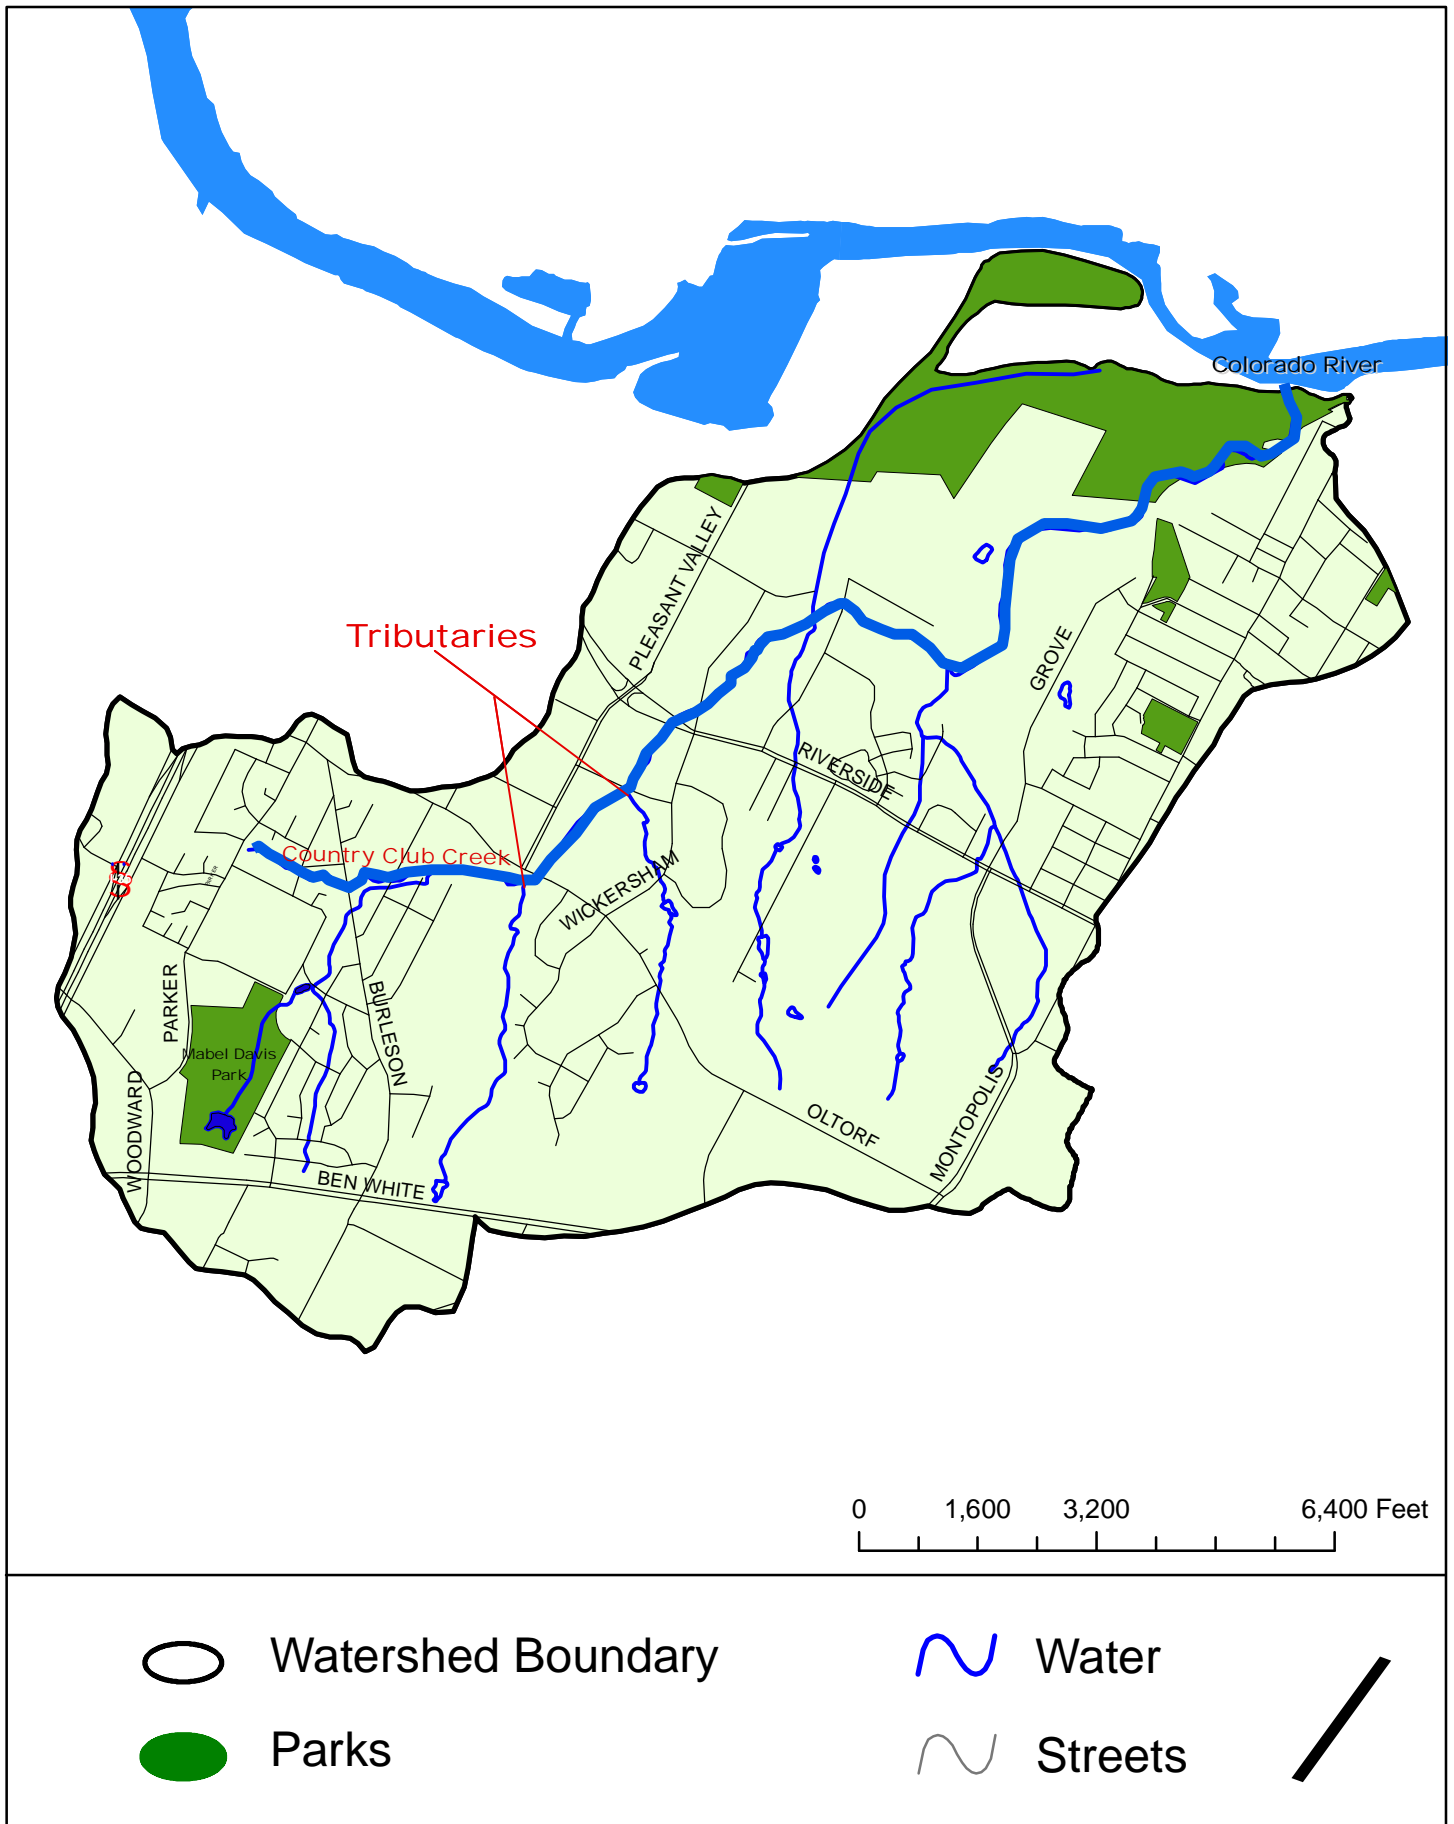 Colorado River
PLEASANT VALLEY
Tributaries
GROVE
RIVERSIDE
Country Club Creek
WICKERSHAM
PARKER
BURLESON
Mabel Davis
Park
WOODWARD
MONTOPOLIS
OLTORF
BEN WHITE
0 1,600 3,200 6,400 Feet
Watershed Boundary
Water
Parks
Streets